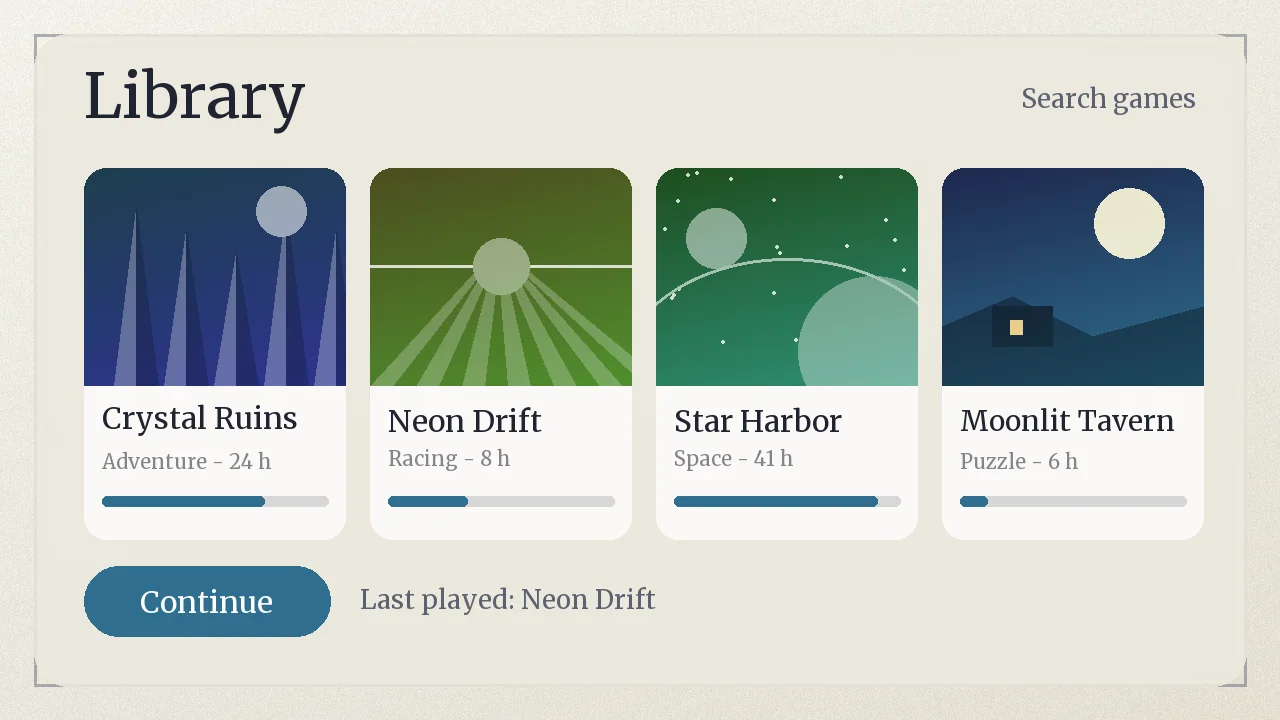 Library
Search games
Crystal Ruins
Adventure - 24 h
Neon Drift
Racing - 8 h
Star Harbor
Space - 41 h
Moonlit Tavern
Puzzle - 6 h
Continue
Last played: Neon Drift